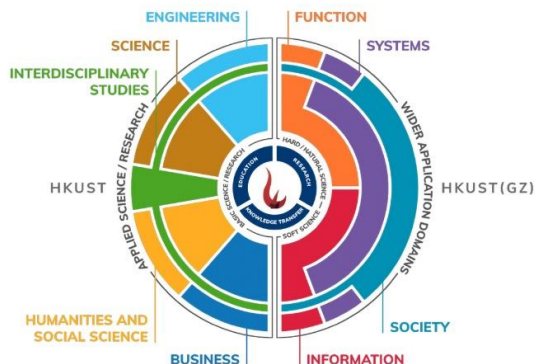 ENGINEERING
FUNCTION
SCIENCE
SYSTEMS
INTERDISCIPLINARY
STUDIES
APPLIED SCIENCE / RESEARCH
BASIC SCIENCE / RESEARCH
HARD / NATURAL SCIENCE —
SOFT SCIENCE —
WIDER APPLICATION DOMAINS
EDUCATION
RESEARCH
KNOWLEDGE TRANSFER
HKUST
HKUST(GZ)
HUMANITIES AND
SOCIAL SCIENCE
SOCIETY
BUSINESS
INFORMATION